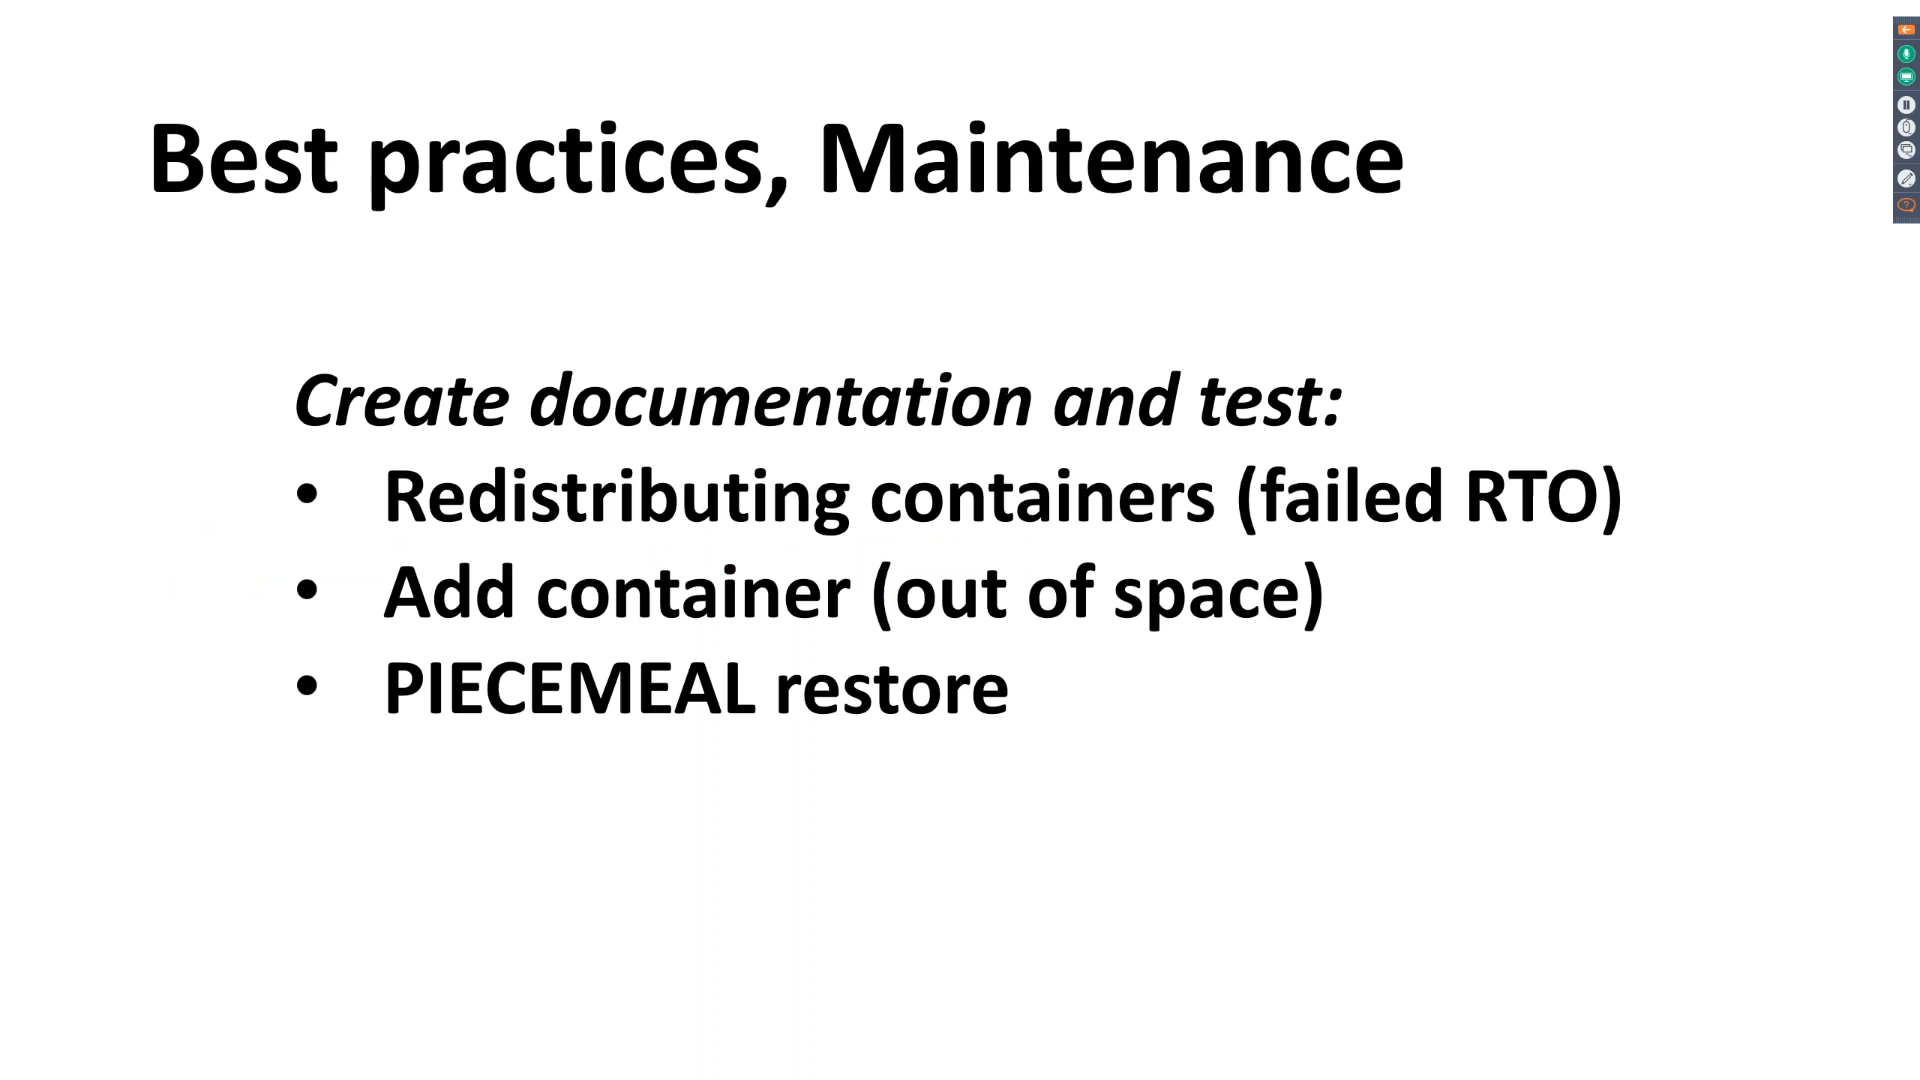 Best practices, Maintenance
Create documentation and test:
• Redistributing containers (failed RTO)
• Add container (out of space)
• PIECEMEAL restore